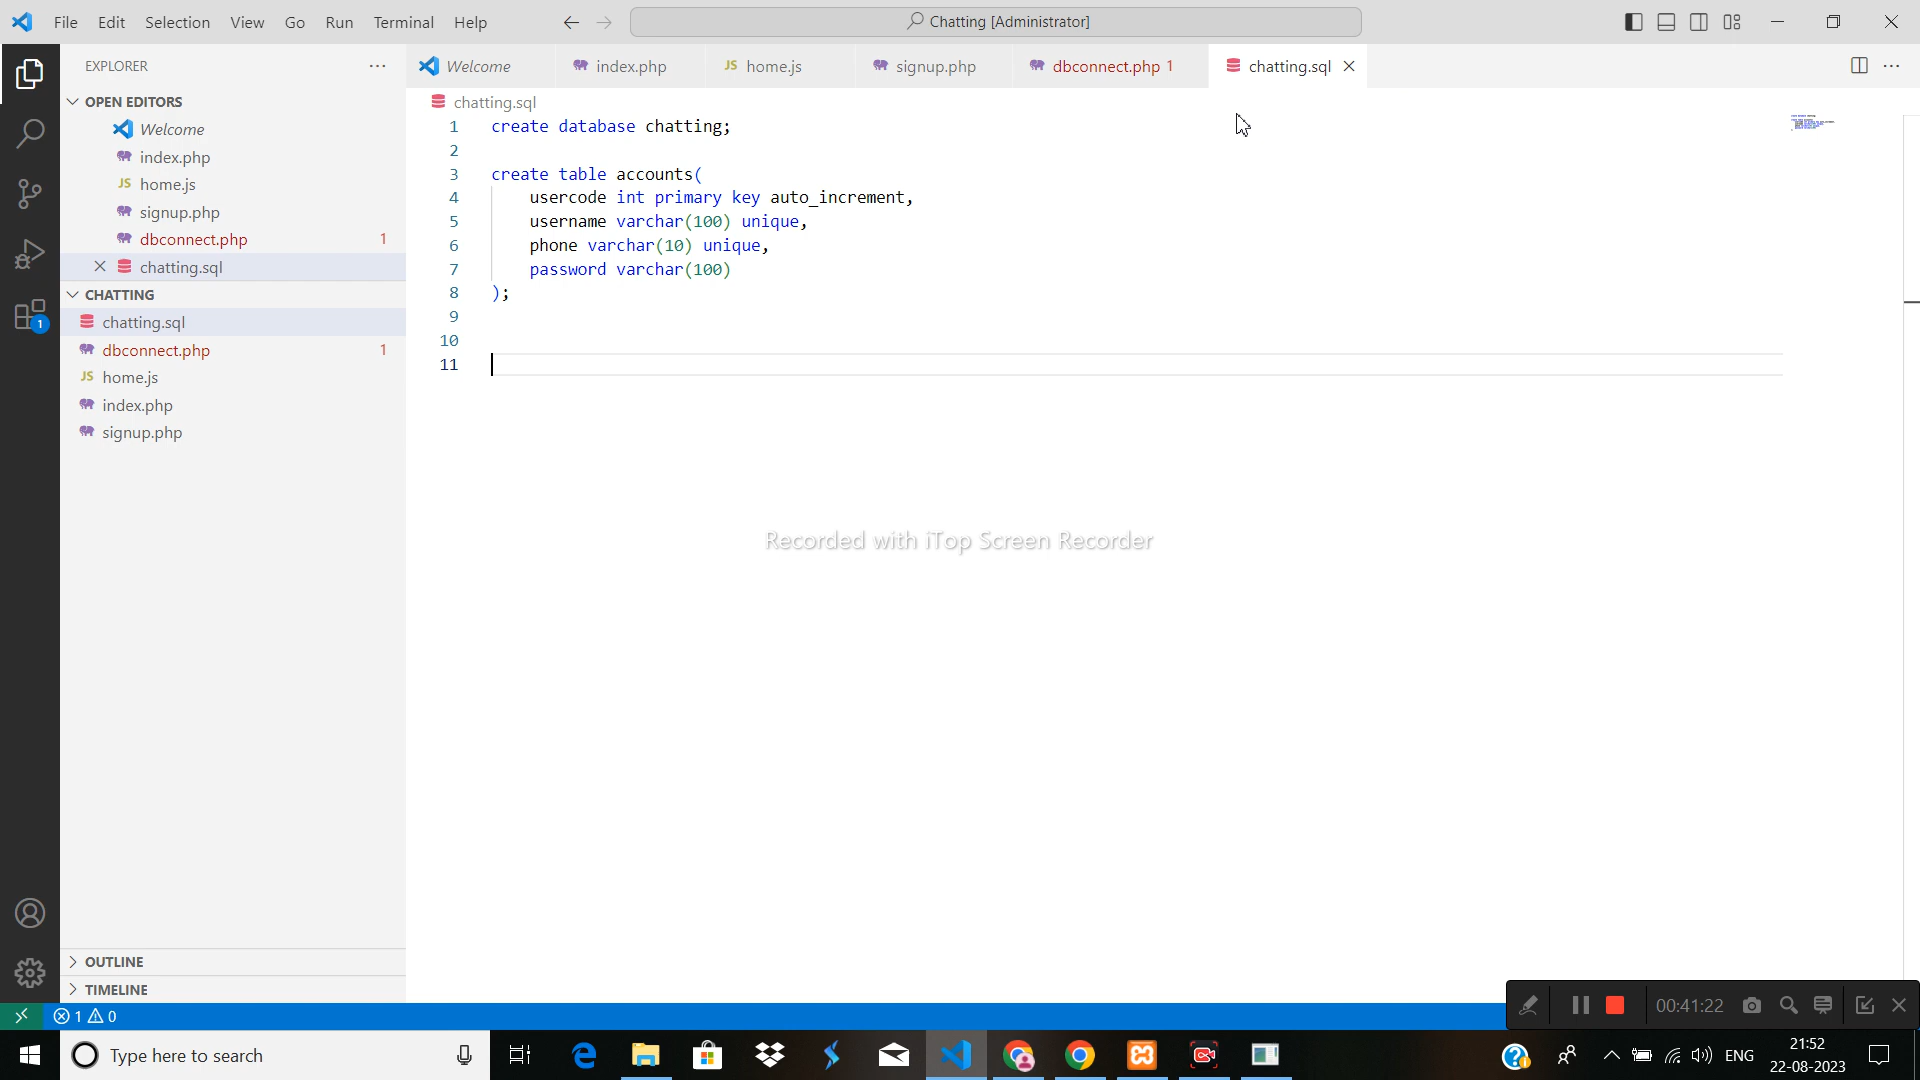 File Edit Selection View Go Run Terminal Help
Chatting [Administrator]
EXPLORER
OPEN EDITORS
Welcome
index.php
JS home.js
signup.php
dbconnect.php 1
chatting.sql
CHATTING
chatting.sql
dbconnect.php 1
JS home.js
index.php
signup.php
OUTLINE
TIMELINE
1
Welcome index.php JS home.js signup.php dbconnect.php 1 chatting.sql
chatting.sql
1 create database chatting;
2
3 create table accounts(
4 usercode int primary key auto_increment,
5 username varchar(100) unique,
6 phone varchar(10) unique,
7 password varchar(100)
8 );
9
10
11
Recorded with iTop Screen Recorder
00:41:22
1 0
Type here to search
ENG
21:52
22-08-2023